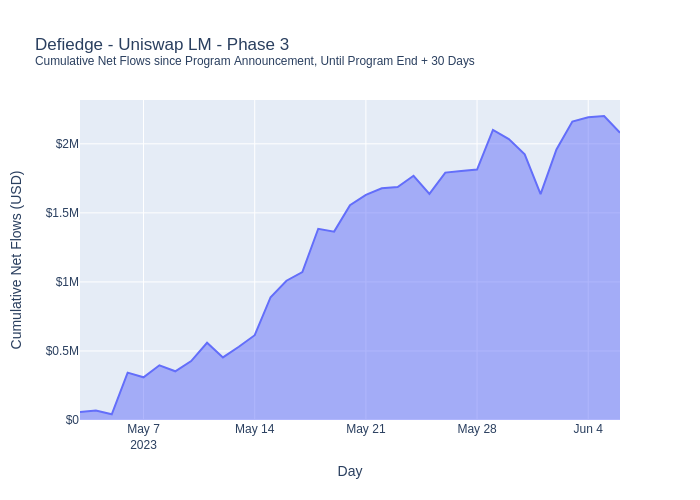 Defiedge - Uniswap LM - Phase 3
Cumulative Net Flows since Program Announcement, Until Program End + 30 Days
Cumulative Net Flows (USD)
$2M
$1.5M
$1M
$0.5M
$0
May 7
2023
May 14
May 21
May 28
Jun 4
Day